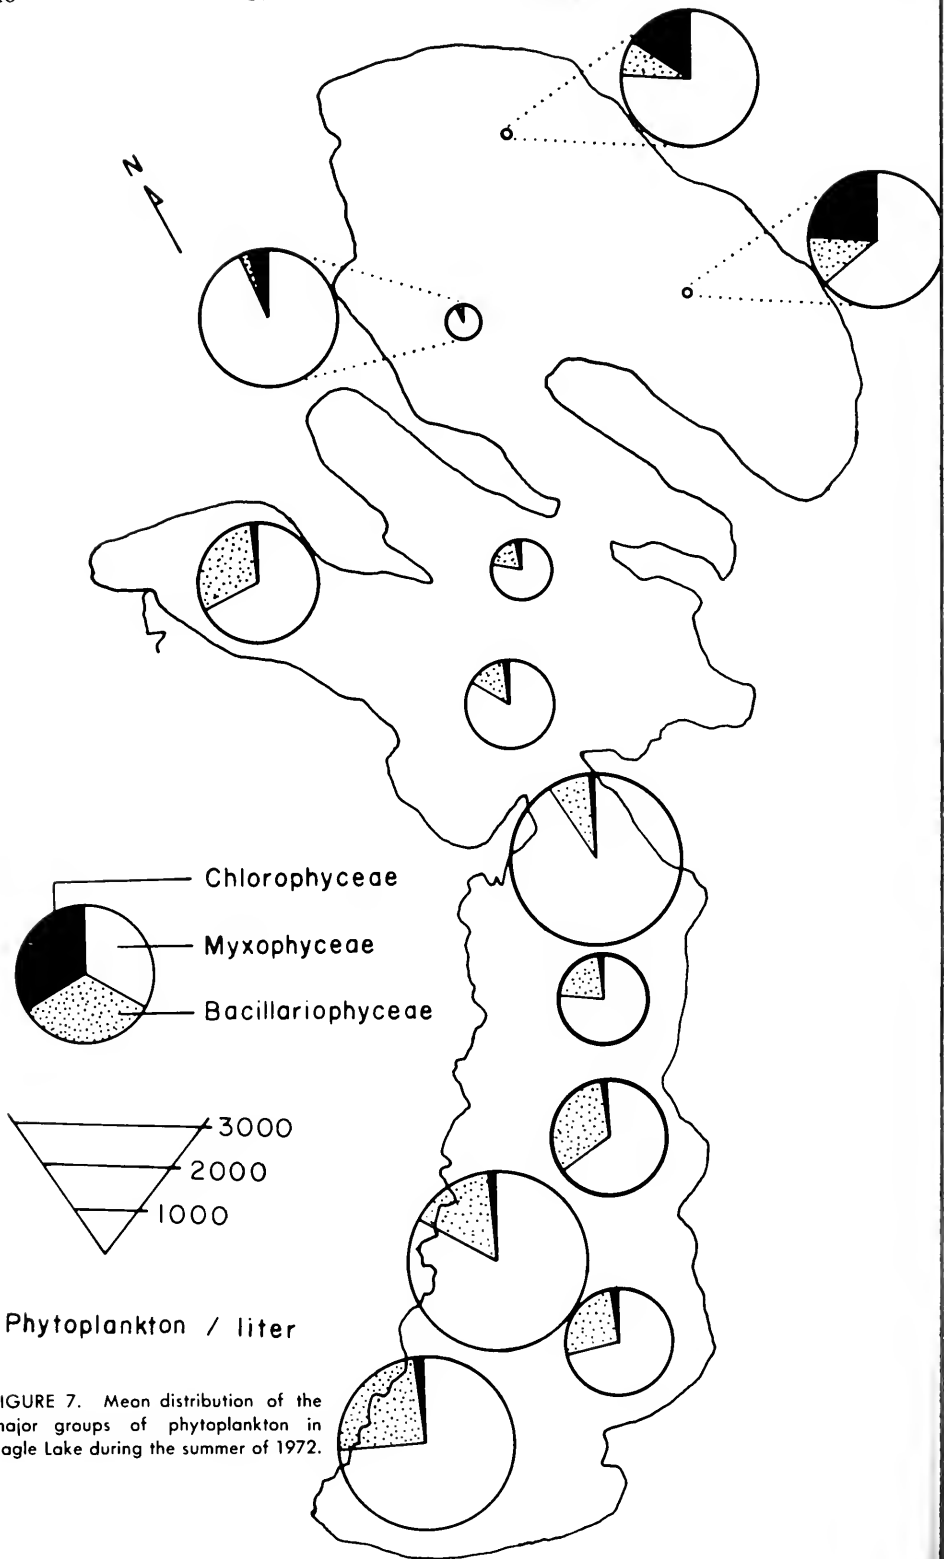 N
Chlorophyceae
Myxophyceae
Bacillariophyceae
3000
2000
1000
Phytoplankton / liter
IGURE 7. Mean distribution of the
najor groups of phytoplankton in
agle Lake during the summer of 1972.